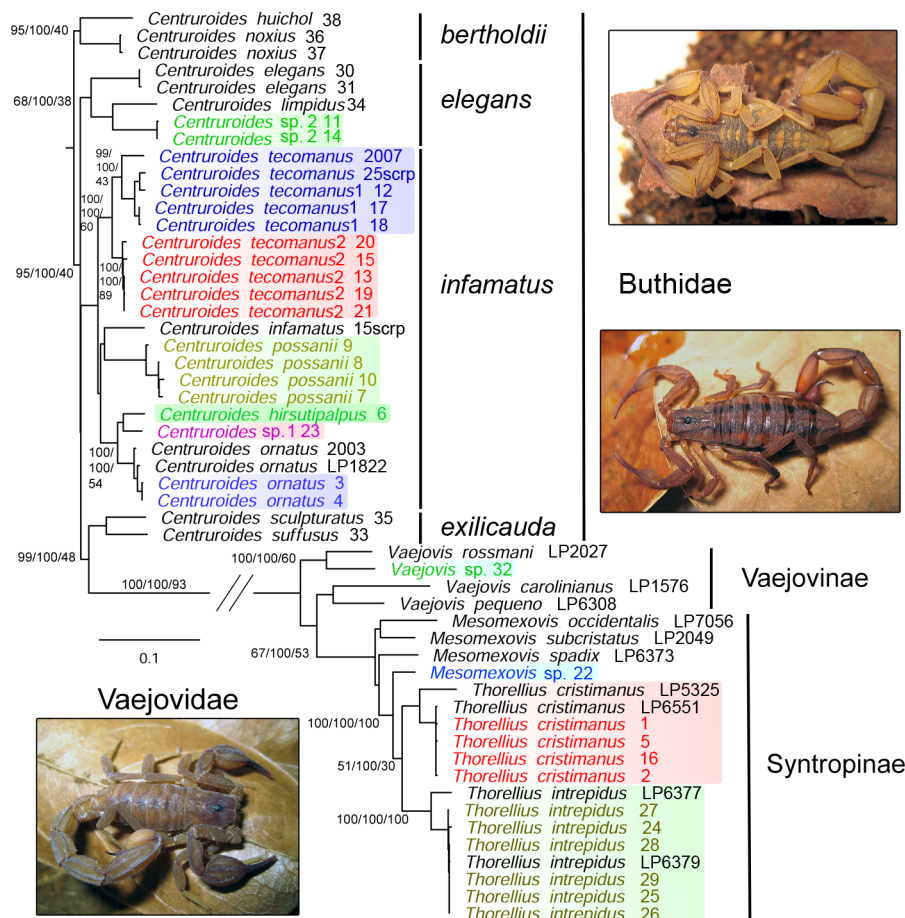 95/100/40
Centruroides huichol 38
Centruroides noxius 36
Centruroides noxius 37
bertholdii
68/100/38
Centruroides elegans 30
Centruroides elegans 31
Centruroides limpidus 34
Centruroides sp. 2 11
Centruroides sp. 2 14
elegans
99/
100/
43
Centruroides tecomanus 2007
Centruroides tecomanus 25scrp
Centruroides tecomanus1 12
Centruroides tecomanus1 17
Centruroides tecomanus1 18
100/
100/
60
95/100/40
100/
100/
89
Centruroides tecomanus2 20
Centruroides tecomanus2 15
Centruroides tecomanus2 13
Centruroides tecomanus2 19
Centruroides tecomanus2 21
infamatus
Buthidae
Centruroides infamatus 15scrp
Centruroides possanii 9
Centruroides possanii 8
Centruroides possanii 10
Centruroides possanii 7
Centruroides hirsutipalpus 6
Centruroides sp.1 23
100/
100/
54
Centruroides ornatus 2003
Centruroides ornatus LP1822
Centruroides ornatus 3
Centruroides ornatus 4
Centruroides sculpturatus 35
Centruroides suffusus 33
exilicauda
99/100/48
100/100/93
100/100/60
Vaejovis rossmani LP2027
Vaejovis sp. 32
Vaejovis carolinianus LP1576
Vaejovis pequeno LP6308
Vaejovinae
0.1
67/100/53
Mesomexovis occidentalis LP7056
Mesomexovis subcristatus LP2049
Mesomexovis spadix LP6373
Mesomexovis sp. 22
Vaejovidae
100/100/100
51/100/30
Thorellius cristimanus LP5325
Thorellius cristimanus LP6551
Thorellius cristimanus 1
Thorellius cristimanus 5
Thorellius cristimanus 16
Thorellius cristimanus 2
Syntropinae
100/100/100
Thorellius intrepidus LP6377
Thorellius intrepidus 27
Thorellius intrepidus 24
Thorellius intrepidus 28
Thorellius intrepidus LP6379
Thorellius intrepidus 29
Thorellius intrepidus 25
Thorellius intrepidus 26